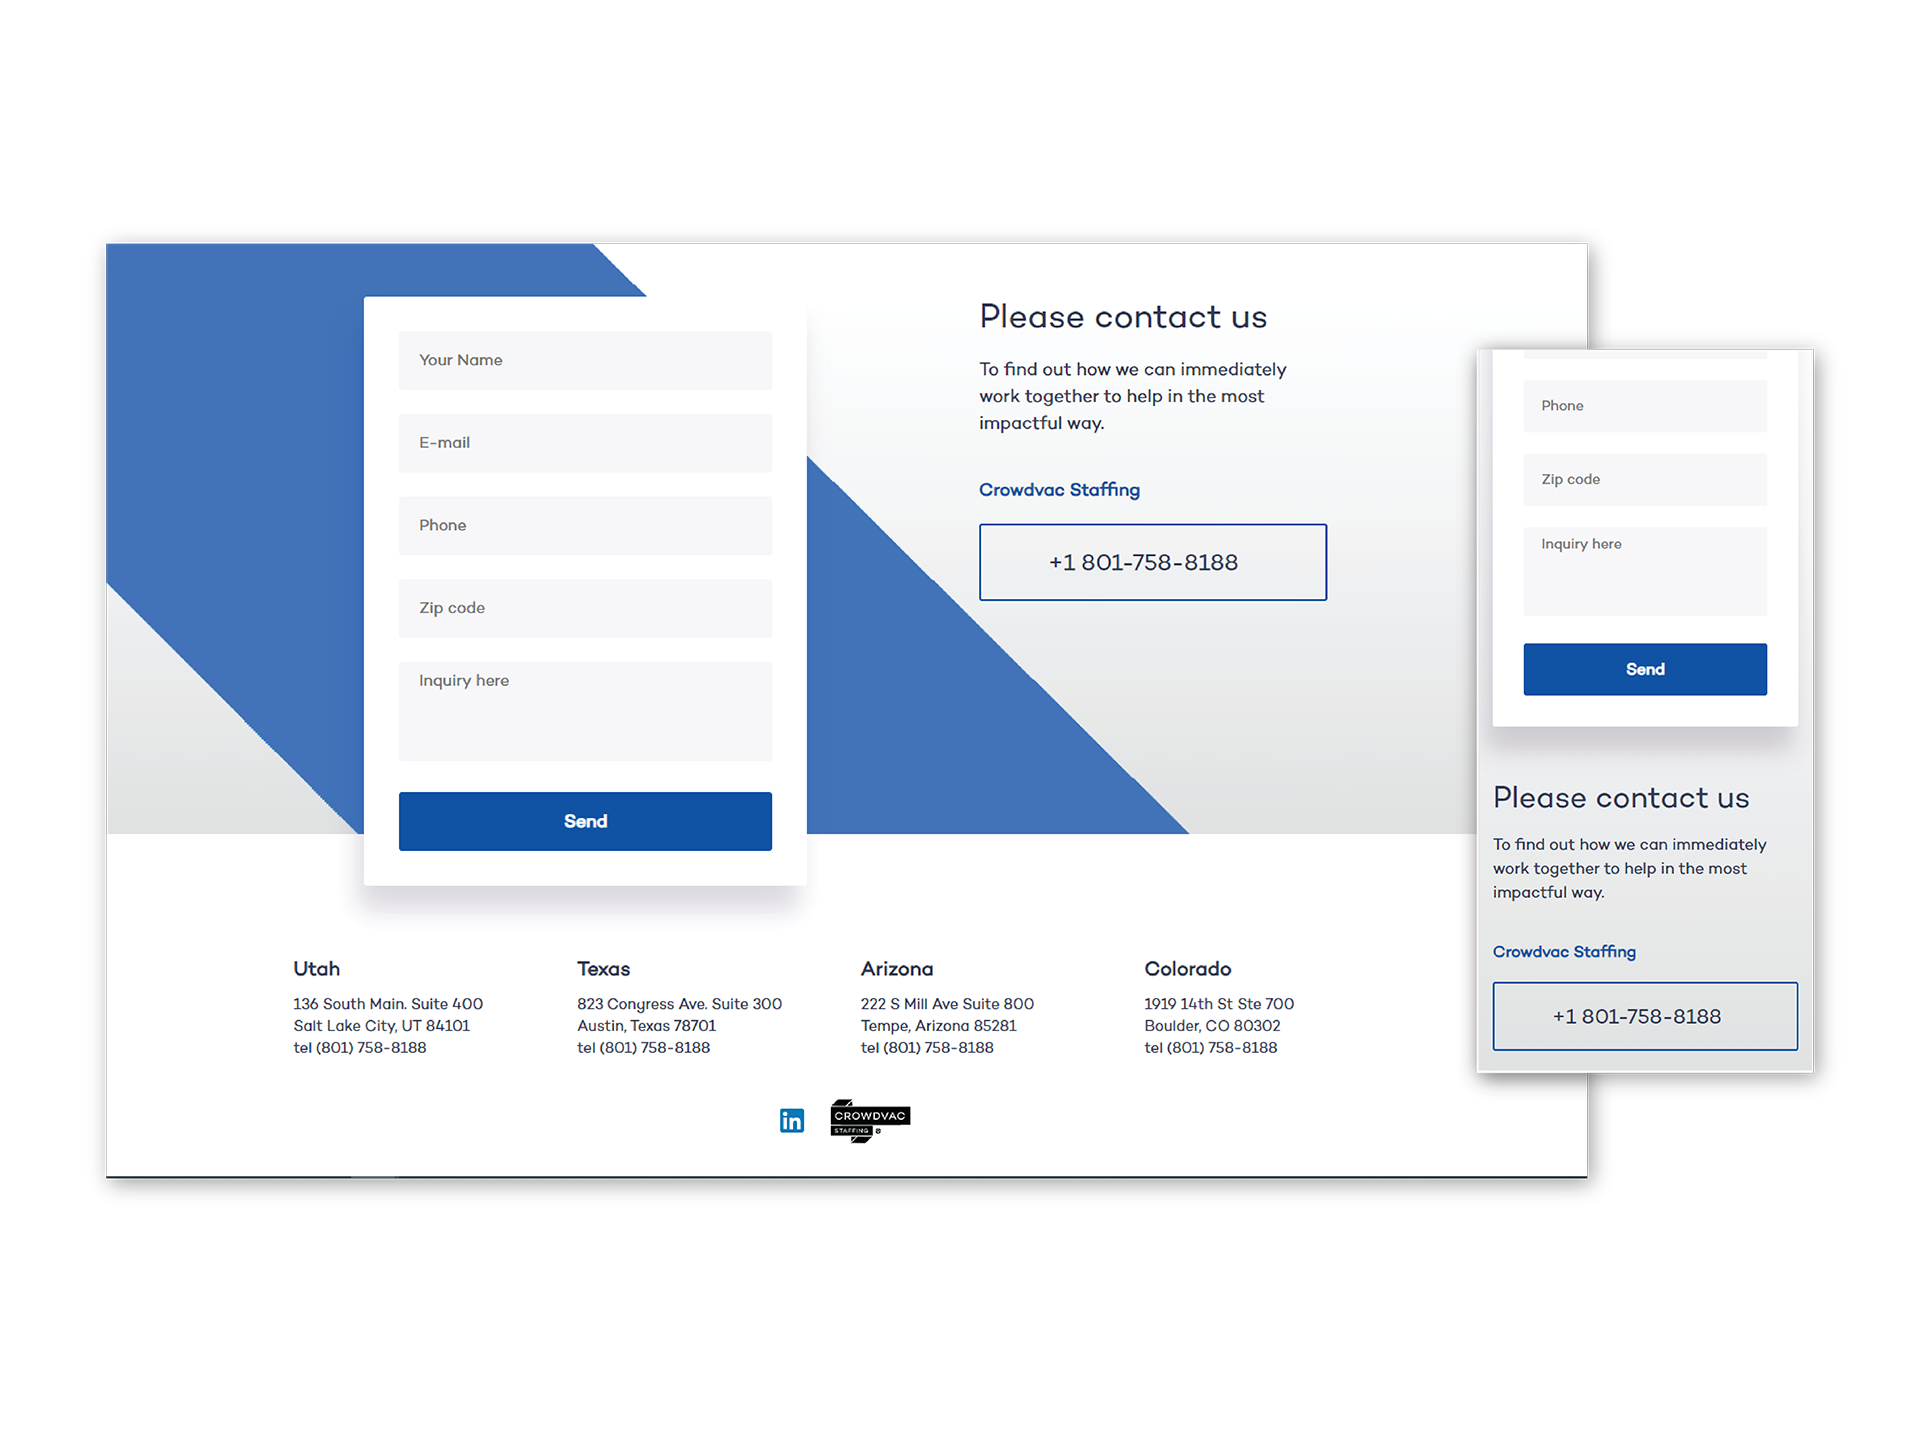 Your Name
E-mail
Phone
Zip code
Inquiry here
Send
Please contact us
To find out how we can immediately
work together to help in the most
impactful way.
Crowdvac Staffing
+1 801-758-8188
Utah
136 South Main. Suite 400
Salt Lake City, UT 84101
tel (801) 758-8188
Texas
823 Congress Ave. Suite 300
Austin, Texas 78701
tel (801) 758-8188
Arizona
222 S Mill Ave Suite 800
Tempe, Arizona 85281
tel (801) 758-8188
Colorado
1919 14th St Ste 700
Boulder, CO 80302
tel (801) 758-8188
in
CROWDVAC
STAFFING
Phone
Zip code
Inquiry here
Send
Please contact us
To find out how we can immediately
work together to help in the most
impactful way.
Crowdvac Staffing
+1 801-758-8188